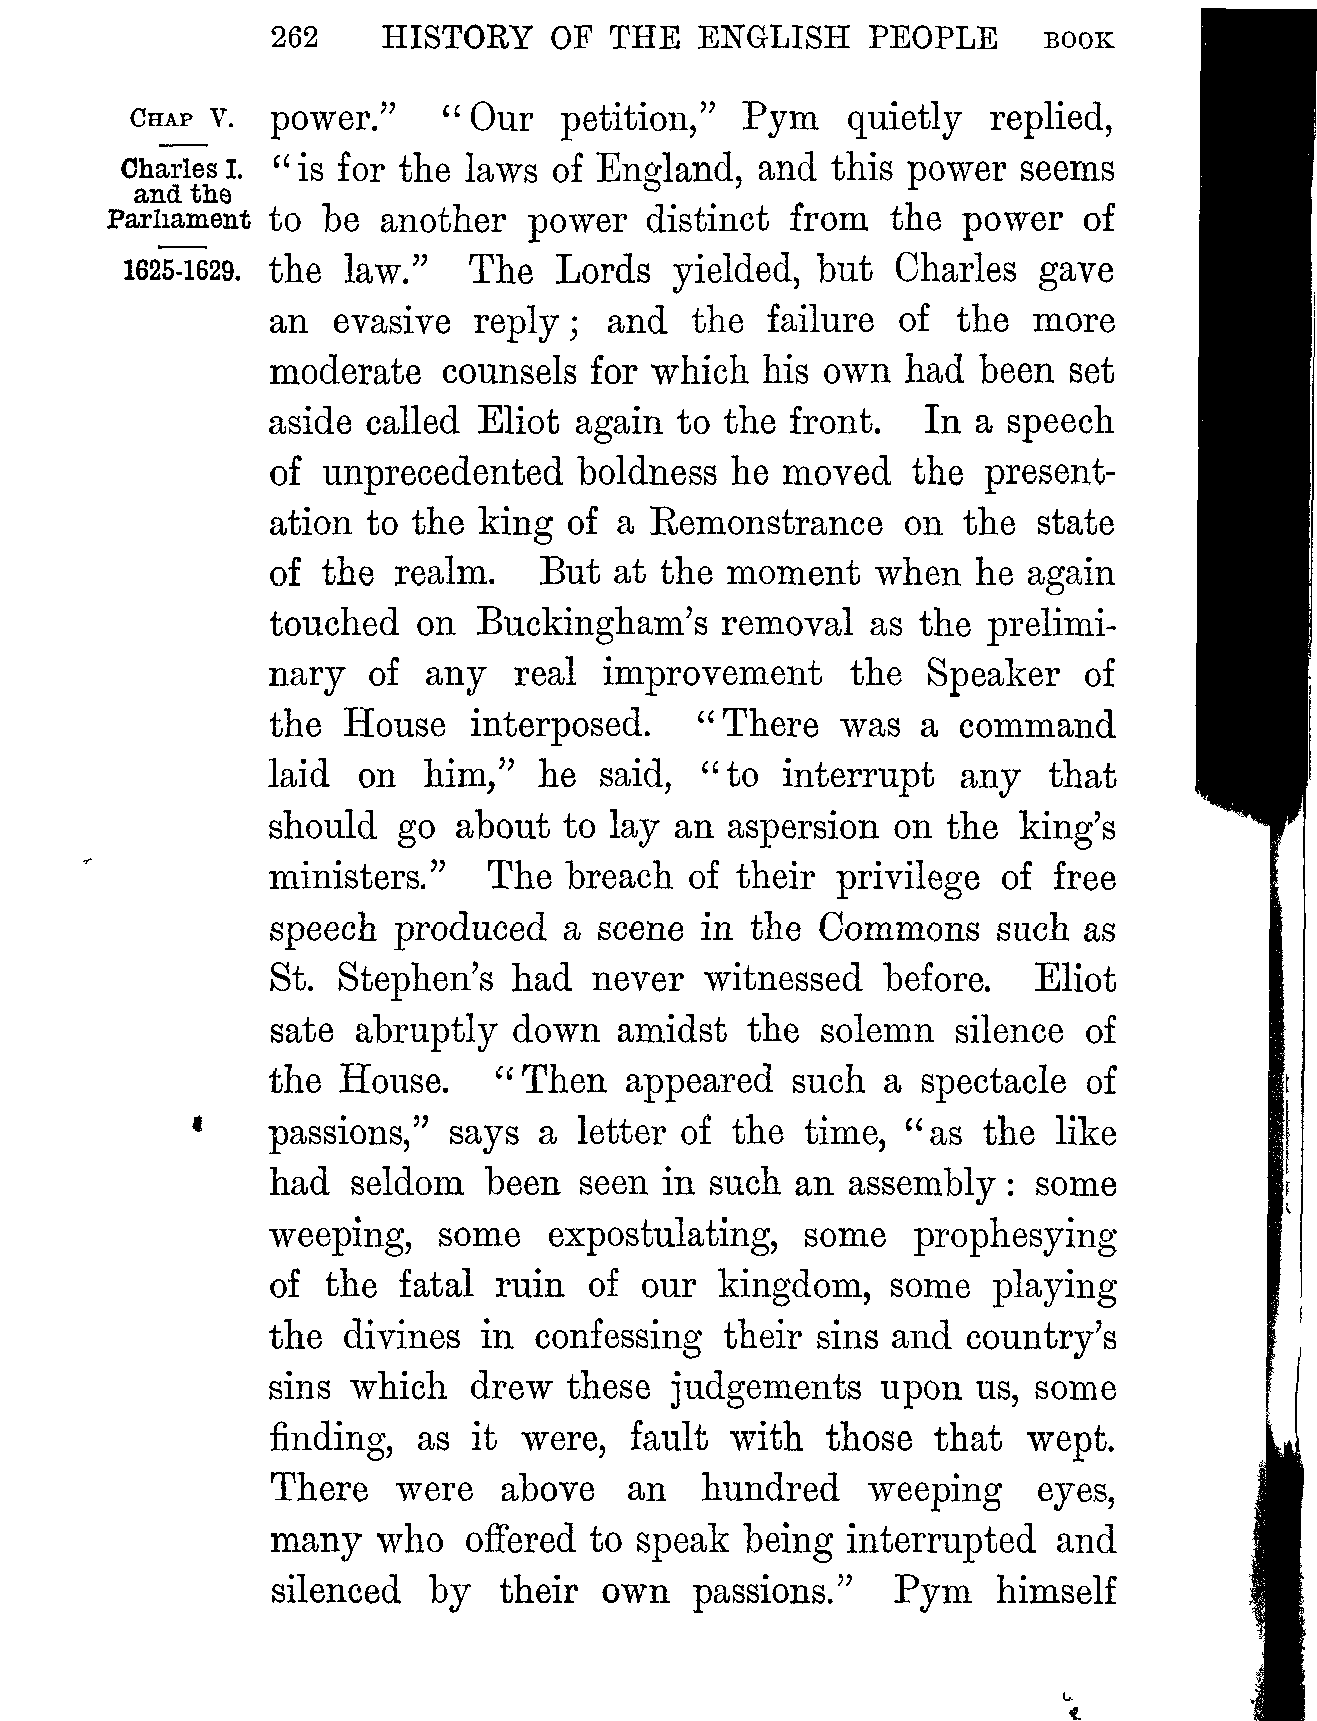 262 HISTORY OF THE ENGLISH PEOPLE BOOK
CHAP V.
Charles I.
and the
Parliament
1625-1629.
power.” “Our petition,” Pym quietly replied,
“is for the laws of England, and this power seems
to be another power distinct from the power of
the law.” The Lords yielded, but Charles gave
an evasive reply; and the failure of the more
moderate counsels for which his own had been set
aside called Eliot again to the front. In a speech
of unprecedented boldness he moved the present-
ation to the king of a Remonstrance on the state
of the realm. But at the moment when he again
touched on Buckingham’s removal as the prelimi-
nary of any real improvement the Speaker of
the House interposed. “There was a command
laid on him,” he said, “to interrupt any that
should go about to lay an aspersion on the king’s
ministers.” The breach of their privilege of free
speech produced a scene in the Commons such as
St. Stephen’s had never witnessed before. Eliot
sate abruptly down amidst the solemn silence of
the House. “Then appeared such a spectacle of
passions,” says a letter of the time, “as the like
had seldom been seen in such an assembly: some
weeping, some expostulating, some prophesying
of the fatal ruin of our kingdom, some playing
the divines in confessing their sins and country’s
sins which drew these judgements upon us, some
finding, as it were, fault with those that wept.
There were above an hundred weeping eyes,
many who offered to speak being interrupted and
silenced by their own passions.” Pym himself